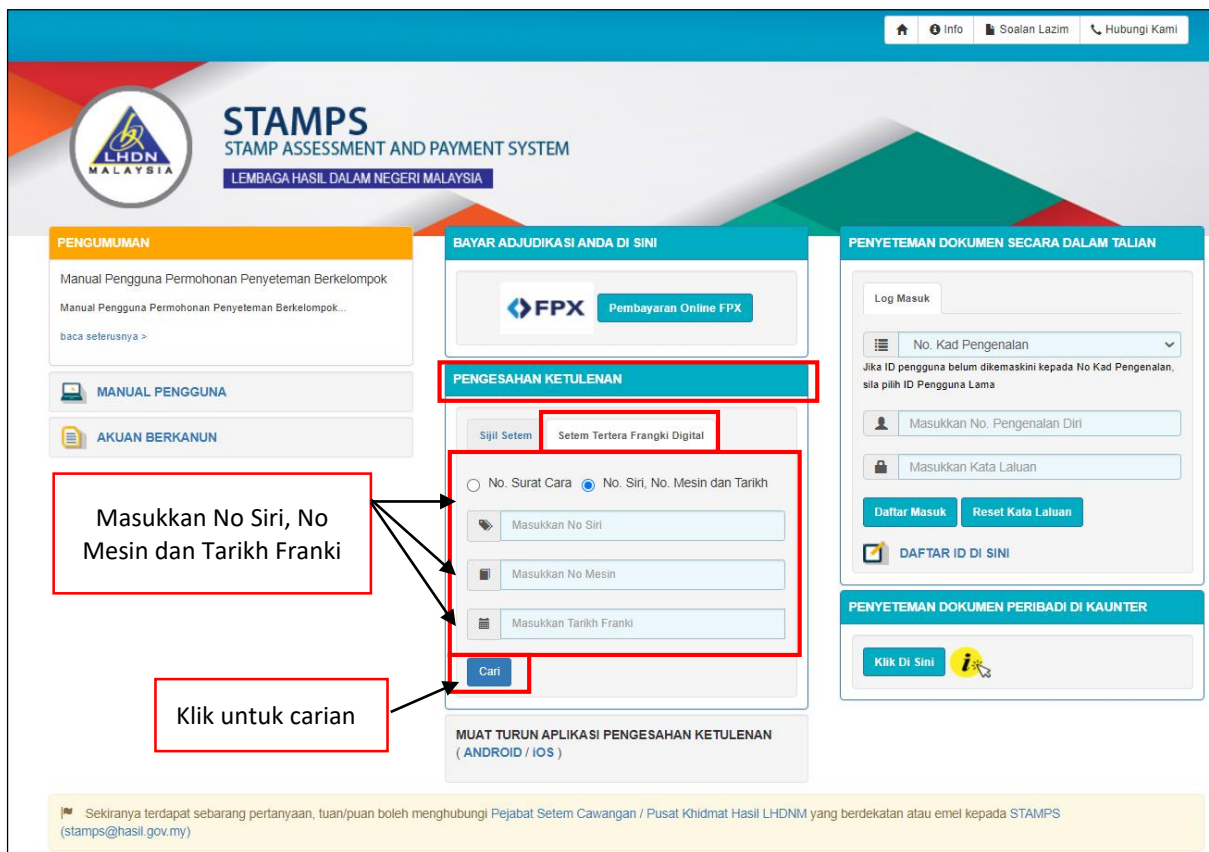 Info
Soalan Lazim
Hubungi Kami
LHDN
MALAYSIA
STAMPS
STAMP ASSESSMENT AND PAYMENT SYSTEM
LEMBAGA HASIL DALAM NEGERI MALAYSIA
PENGUMUMAN
Manual Pengguna Permohonan Penyeteman Berkelompok
Manual Pengguna Permohonan Penyeteman Berkelompok...
baca seterusnya >
MANUAL PENGGUNA
AKUAN BERKANUN
Masukkan No Siri, No
Mesin dan Tarikh Franki
Klik untuk carian
BAYAR ADJUDIKASI ANDA DI SINI
FPX
Pembayaran Online FPX
PENGESAHAN KETULENAN
Sijil Setem
Setem Tertera Frangki Digital
No. Surat Cara
No. Siri, No. Mesin dan Tarikh
Masukkan No Siri
Masukkan No Mesin
Masukkan Tarikh Franki
Cari
MUAT TURUN APLIKASI PENGESAHAN KETULENAN
( ANDROID / iOS )
PENYETEMAN DOKUMEN SECARA DALAM TALIAN
Log Masuk
No. Kad Pengenalan
Jika ID pengguna belum dikemaskini kepada No Kad Pengenalan,
sila pilih ID Pengguna Lama
Masukkan No. Pengenalan Diri
Masukkan Kata Laluan
Daftar Masuk
Reset Kata Laluan
DAFTAR ID DI SINI
PENYETEMAN DOKUMEN PERIBADI DI KAUNTER
Klik Di Sini
i
Sekiranya terdapat sebarang pertanyaan, tuan/puan boleh menghubungi Pejabat Setem Cawangan / Pusat Khidmat Hasil LHDNM yang berdekatan atau emel kepada STAMPS
(stamps@hasil.gov.my)